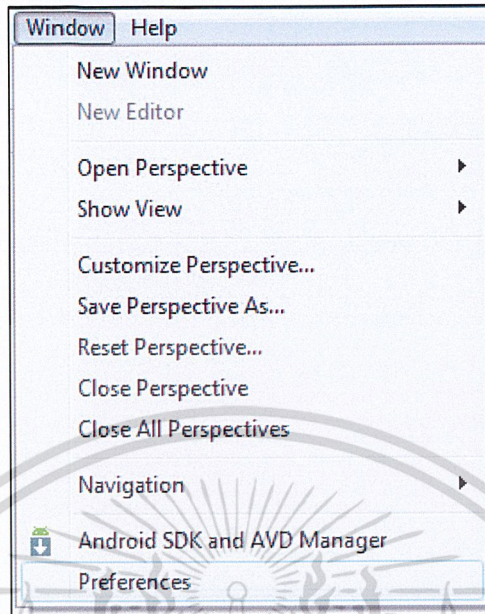 Window Help
New Window
New Editor
Open Perspective
Show View
Customize Perspective...
Save Perspective As...
Reset Perspective...
Close Perspective
Close All Perspectives
Navigation
Android SDK and AVD Manager
Preferences